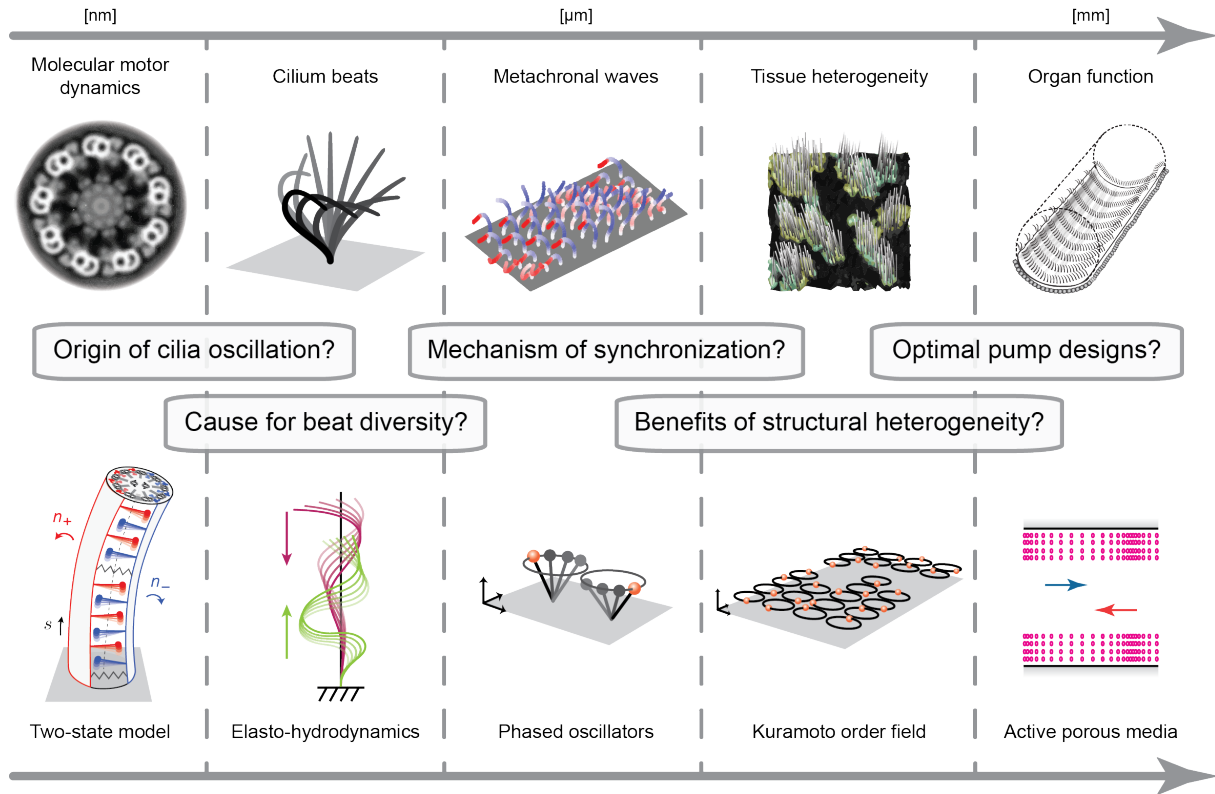 [nm]
[µm]
[mm]
Molecular motor
dynamics
Cilium beats
Metachronal waves
Tissue heterogeneity
Organ function
Origin of cilia oscillation?
Mechanism of synchronization?
Optimal pump designs?
Cause for beat diversity?
Benefits of structural heterogeneity?
n₊
n₋
s
Two-state model
Elasto-hydrodynamics
Phased oscillators
Kuramoto order field
Active porous media